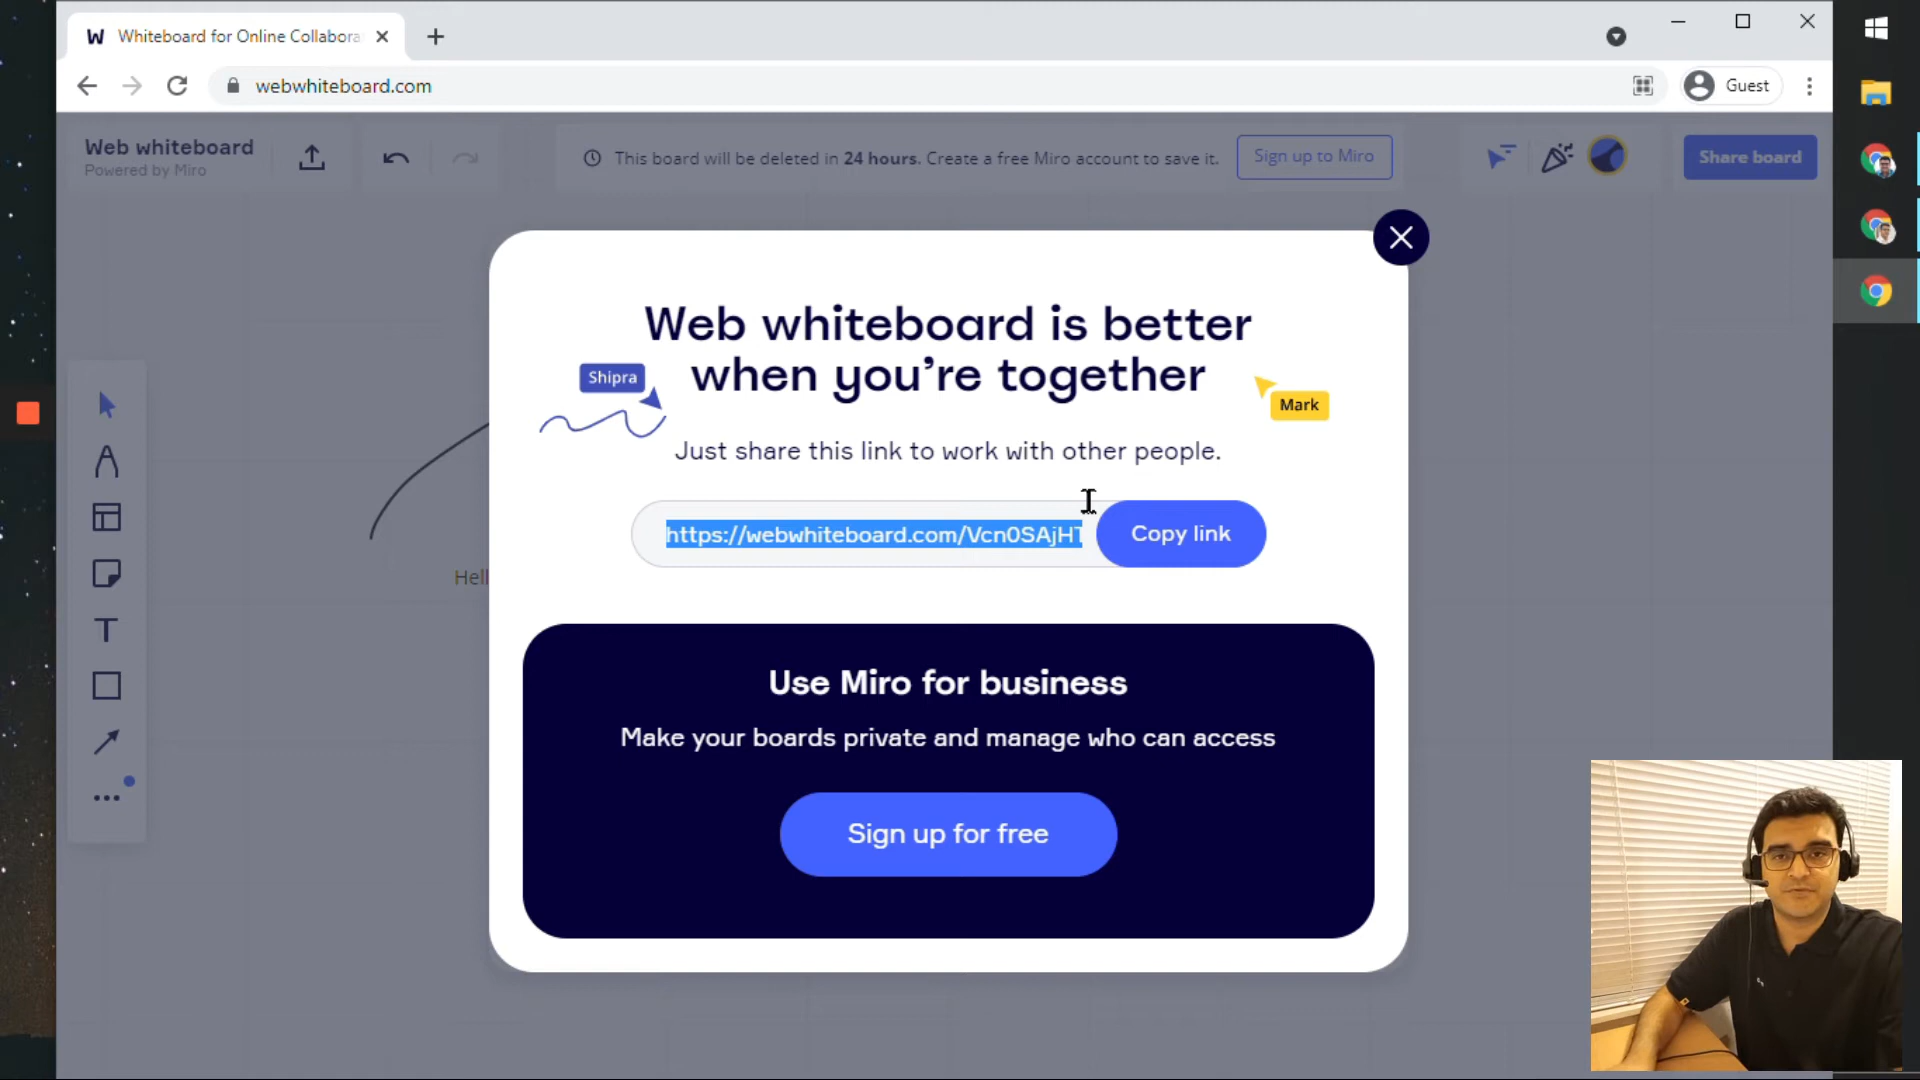 Whiteboard for Online Collabora
webwhiteboard.com
Guest
Web whiteboard
Powered by Miro
This board will be deleted in 24 hours. Create a free Miro account to save it.
Sign up to Miro
Share board
Web whiteboard is better
when you're together
Shipra
Mark
Just share this link to work with other people.
https://webwhiteboard.com/Vcn0SAjHT
Copy link
Hell
Use Miro for business
Make your boards private and manage who can access
Sign up for free